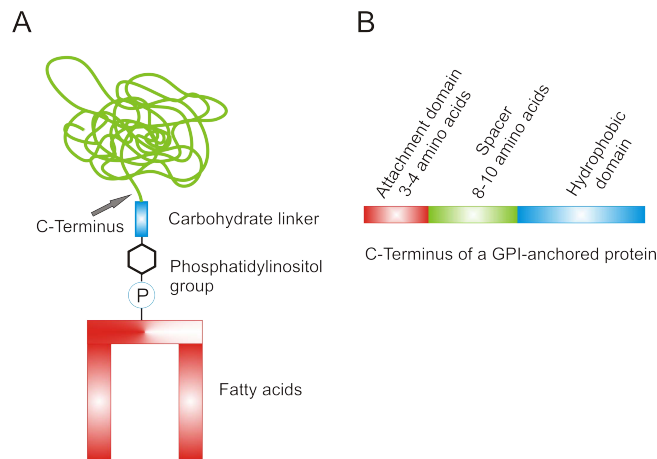 A
C-Terminus
Carbohydrate linker
Phosphatidylinositol
group
P
Fatty acids
B
Attachment domain
3-4 amino acids
Spacer
8-10 amino acids
Hydrophobic
domain
C-Terminus of a GPI-anchored protein